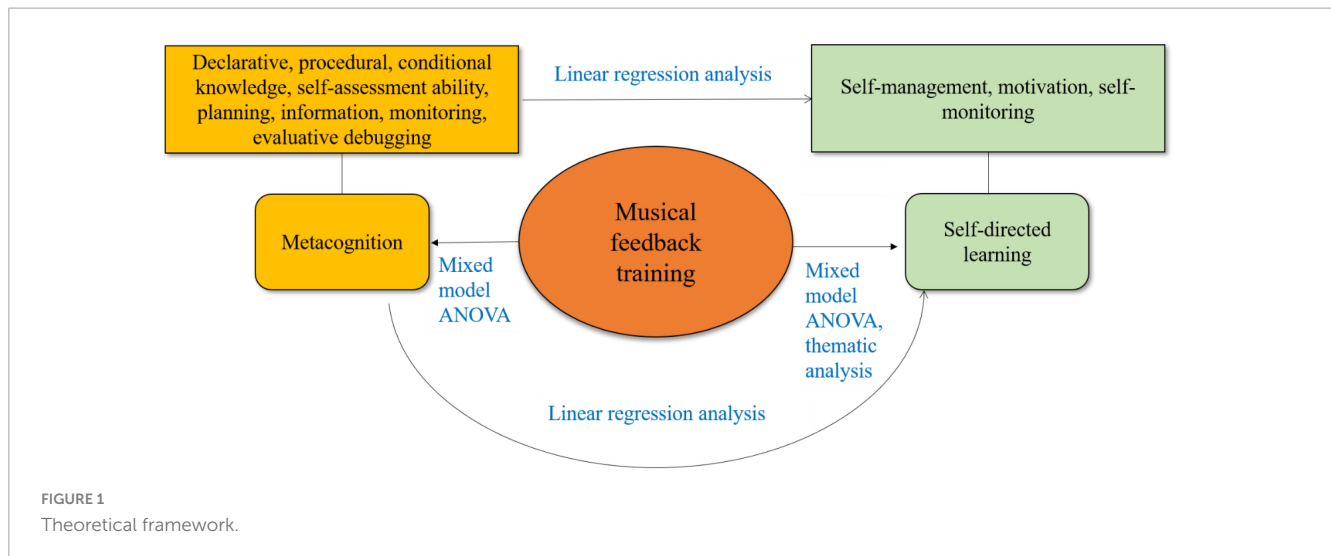 Declarative, procedural, conditional
knowledge, self-assessment ability,
planning, information, monitoring,
evaluative debugging
Linear regression analysis
Self-management, motivation, self-
monitoring
Metacognition
Musical
feedback
training
Self-directed
learning
Mixed
model
ANOVA
Mixed
model
ANOVA,
thematic
analysis
Linear regression analysis
FIGURE 1
Theoretical framework.